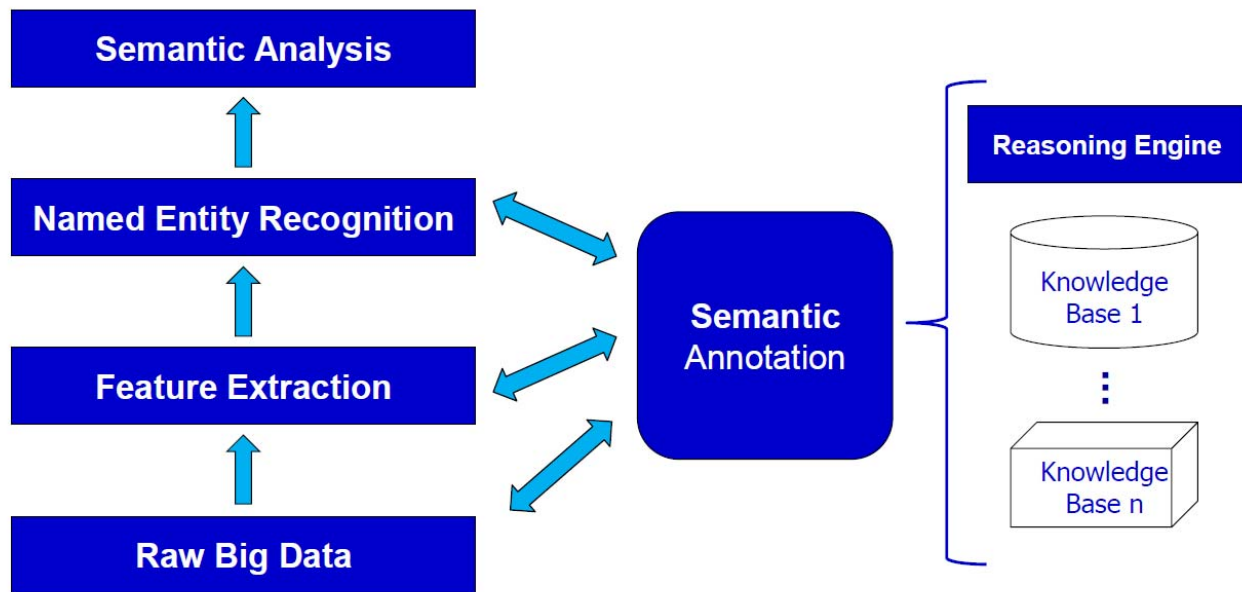 Semantic Analysis
Named Entity Recognition
Feature Extraction
Raw Big Data
Semantic
Annotation
Reasoning Engine
Knowledge
Base 1
Knowledge
Base n